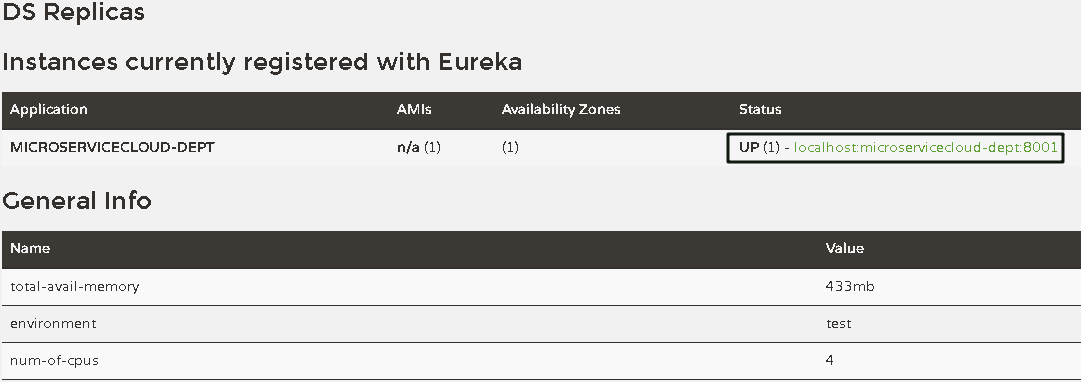 DS Replicas
Instances currently registered with Eureka
Application AMIs Availability Zones Status
MICROSERVICECLOUD-DEPT n/a (1) (1) UP (1) - localhost:microservicecloud-dept:8001
General Info
Name Value
total-avail-memory 433mb
environment test
num-of-cpus 4